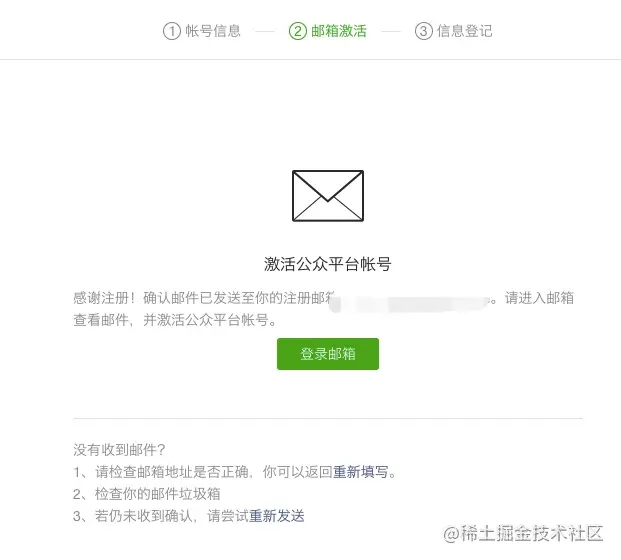 ① 帐号信息 ② 邮箱激活 ③ 信息登记
激活公众平台帐号
感谢注册！确认邮件已发送至你的注册邮箱。请进入邮箱
查看邮件，并激活公众平台帐号。
登录邮箱
没有收到邮件？
1、请检查邮箱地址是否正确，你可以返回重新填写。
2、检查你的邮件垃圾箱
3、若仍未收到确认，请尝试重新发送
@稀土掘金技术社区